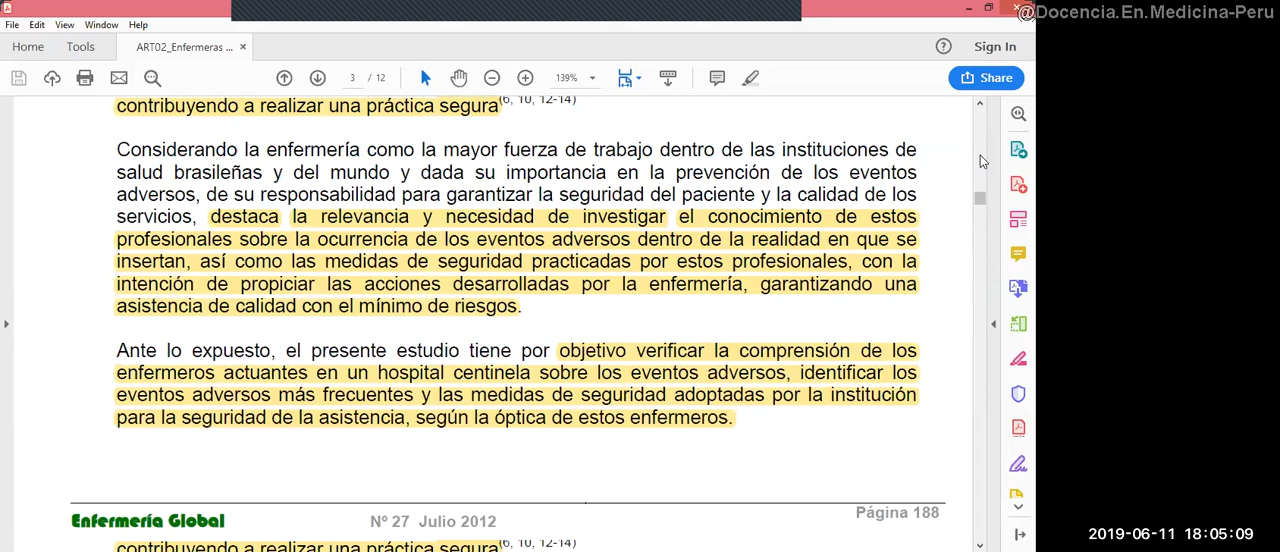 @Docencia.En.Medicina-Peru
File Edit View Window Help
Home Tools ART02_Enfermeras ... × Sign In
3 / 12 139% Share
contribuyendo a realizar una práctica segura(6, 10, 12-14)
Considerando la enfermería como la mayor fuerza de trabajo dentro de las instituciones de
salud brasileñas y del mundo y dada su importancia en la prevención de los eventos
adversos, de su responsabilidad para garantizar la seguridad del paciente y la calidad de los
servicios, destaca la relevancia y necesidad de investigar el conocimiento de estos
profesionales sobre la ocurrencia de los eventos adversos dentro de la realidad en que se
insertan, así como las medidas de seguridad practicadas por estos profesionales, con la
intención de propiciar las acciones desarrolladas por la enfermería, garantizando una
asistencia de calidad con el mínimo de riesgos.
Ante lo expuesto, el presente estudio tiene por objetivo verificar la comprensión de los
enfermeros actuantes en un hospital centinela sobre los eventos adversos, identificar los
eventos adversos más frecuentes y las medidas de seguridad adoptadas por la institución
para la seguridad de la asistencia, según la óptica de estos enfermeros.
Enfermería Global Nº 27 Julio 2012 Página 188
contribuyendo a realizar una práctica segura(6, 10, 12-14)
2019-06-11 18:05:09